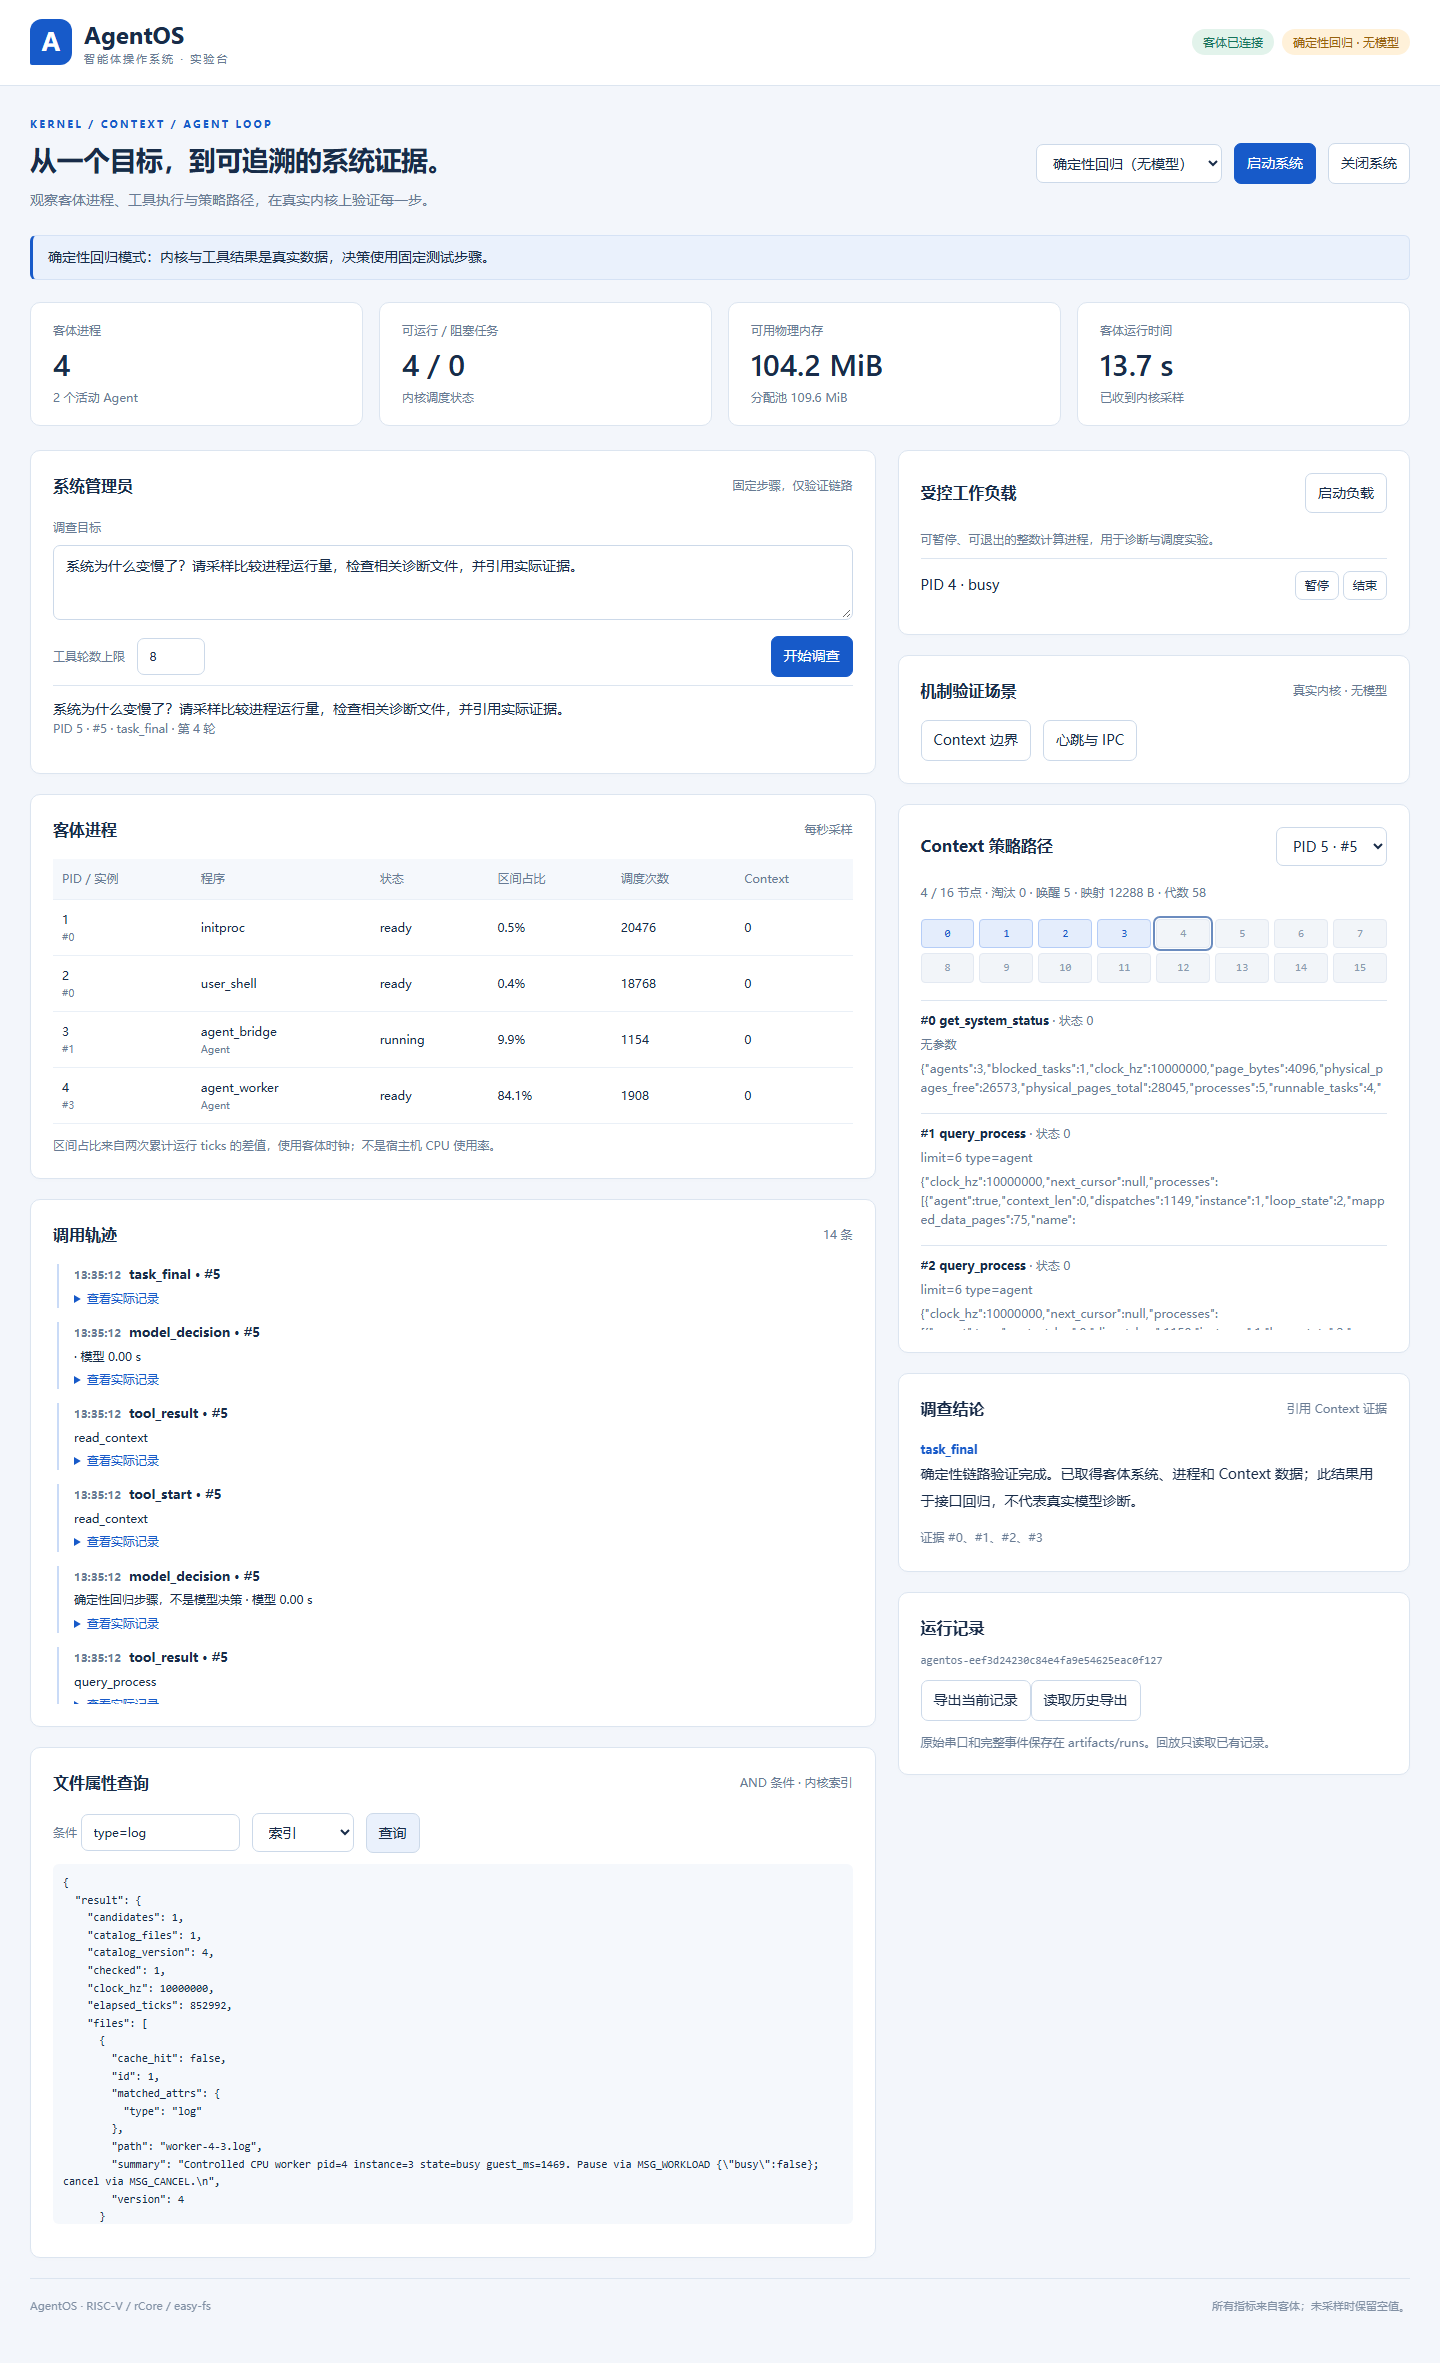 A
AgentOS
智能体操作系统 · 实验台
客体已连接
确定性回归 · 无模型
KERNEL / CONTEXT / AGENT LOOP
从一个目标，到可追溯的系统证据。
观察客体进程、工具执行与策略路径，在真实内核上验证每一步。
确定性回归（无模型）
启动系统
关闭系统
确定性回归模式：内核与工具结果是真实数据，决策使用固定测试步骤。
客体进程
4
2 个活动 Agent
可运行 / 阻塞任务
4 / 0
内核调度状态
可用物理内存
104.2 MiB
分配池 109.6 MiB
客体运行时间
13.7 s
已收到内核采样
系统管理员
固定步骤，仅验证链路
调查目标
系统为什么变慢了？请采样比较进程运行量，检查相关诊断文件，并引用实际证据。
工具轮数上限
8
开始调查
系统为什么变慢了？请采样比较进程运行量，检查相关诊断文件，并引用实际证据。
PID 5 · #5 · task_final · 第 4 轮
客体进程
每秒采样
PID / 实例 程序 状态 区间占比 调度次数 Context
1 #0 initproc ready 0.5% 20476 0
2 #0 user_shell ready 0.4% 18768 0
3 #1 agent_bridge Agent running 9.9% 1154 0
4 #3 agent_worker Agent ready 84.1% 1908 0
区间占比来自两次累计运行 ticks 的差值，使用客体时钟；不是宿主机 CPU 使用率。
调用轨迹
14 条
13:35:12 task_final • #5
▶ 查看实际记录
13:35:12 model_decision • #5
· 模型 0.00 s
▶ 查看实际记录
13:35:12 tool_result • #5
read_context
▶ 查看实际记录
13:35:12 tool_start • #5
read_context
▶ 查看实际记录
13:35:12 model_decision • #5
确定性回归步骤，不是模型决策 · 模型 0.00 s
▶ 查看实际记录
13:35:12 tool_result • #5
query_process
▶ 查看实际记录
文件属性查询
AND 条件 · 内核索引
条件
type=log
索引
查询
{
"result": {
"candidates": 1,
"catalog_files": 1,
"catalog_version": 4,
"checked": 1,
"clock_hz": 10000000,
"elapsed_ticks": 852992,
"files": [
{
"cache_hit": false,
"id": 1,
"matched_attrs": {
"type": "log"
},
"path": "worker-4-3.log",
"summary": "Controlled CPU worker pid=4 instance=3 state=busy guest_ms=1469. Pause via MSG_WORKLOAD {\"busy\":false};
cancel via MSG_CANCEL.\n",
"version": 4
}
受控工作负载
启动负载
可暂停、可退出的整数计算进程，用于诊断与调度实验。
PID 4 · busy
暂停
结束
机制验证场景
真实内核 · 无模型
Context 边界
心跳与 IPC
Context 策略路径
PID 5 · #5
4 / 16 节点 · 淘汰 0 · 唤醒 5 · 映射 12288 B · 代数 58
0 1 2 3 4 5 6 7
8 9 10 11 12 13 14 15
#0 get_system_status · 状态 0
无参数
{"agents":3,"blocked_tasks":1,"clock_hz":10000000,"page_bytes":4096,"physical_p
ages_free":26573,"physical_pages_total":28045,"processes":5,"runnable_tasks":4,"
#1 query_process · 状态 0
limit=6 type=agent
{"clock_hz":10000000,"next_cursor":null,"processes":
[{"agent":true,"context_len":0,"dispatches":1149,"instance":1,"loop_state":2,"mapp
ed_data_pages":75,"name":
#2 query_process · 状态 0
limit=6 type=agent
{"clock_hz":10000000,"next_cursor":null,"processes":
调查结论
引用 Context 证据
task_final
确定性链路验证完成。已取得客体系统、进程和 Context 数据；此结果用
于接口回归，不代表真实模型诊断。
证据 #0、#1、#2、#3
运行记录
agentos-eef3d24230c84e4fa9e54625eac0f127
导出当前记录
读取历史导出
原始串口和完整事件保存在 artifacts/runs。回放只读取已有记录。
AgentOS · RISC-V / rCore / easy-fs
所有指标来自客体；未采样时保留空值。